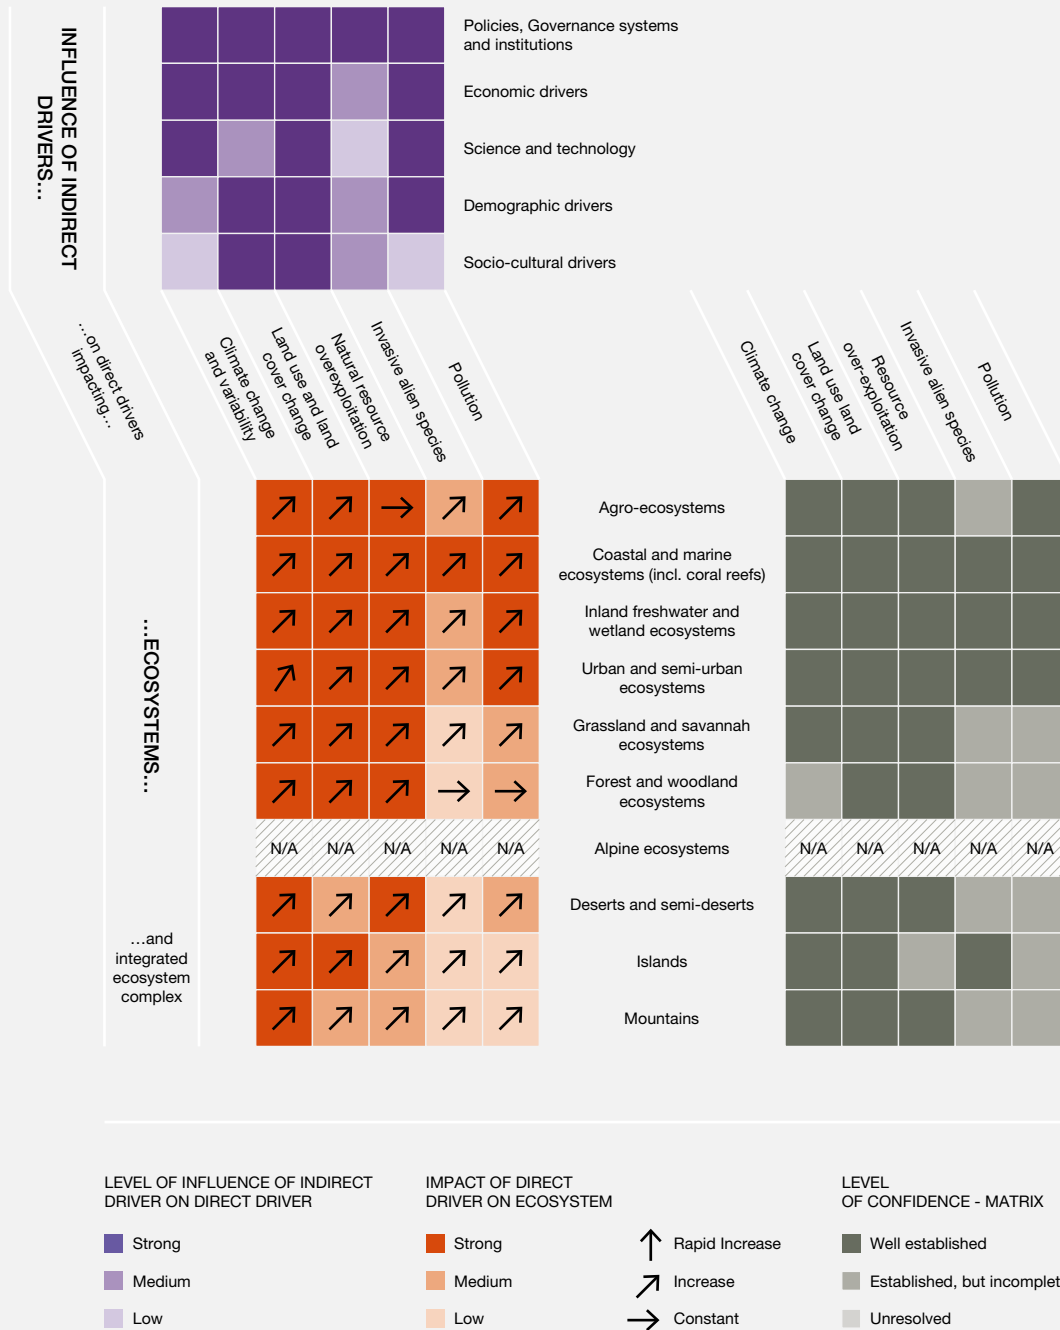 INFLUENCE OF INDIRECT
DRIVERS...
Policies, Governance systems
and institutions
Economic drivers
Science and technology
Demographic drivers
Socio-cultural drivers
...on direct drivers
impacting...
Climate change
and variability
Land use and land
cover change
Natural resource
overexploitation
Invasive alien species
Pollution
Climate change
Land use land
cover change
Resource
over-exploitation
Invasive alien species
Pollution
...ECOSYSTEMS...
Agro-ecosystems
Coastal and marine
ecosystems (incl. coral reefs)
Inland freshwater and
wetland ecosystems
Urban and semi-urban
ecosystems
Grassland and savannah
ecosystems
Forest and woodland
ecosystems
N/A N/A N/A N/A N/A Alpine ecosystems N/A N/A N/A N/A N/A
Deserts and semi-deserts
...and
integrated
ecosystem
complex
Islands
Mountains
LEVEL OF INFLUENCE OF INDIRECT
DRIVER ON DIRECT DRIVER
Strong
Medium
Low
IMPACT OF DIRECT
DRIVER ON ECOSYSTEM
Strong
Medium
Low
Rapid Increase
Increase
Constant
LEVEL
OF CONFIDENCE - MATRIX
Well established
Established, but incomplet
Unresolved